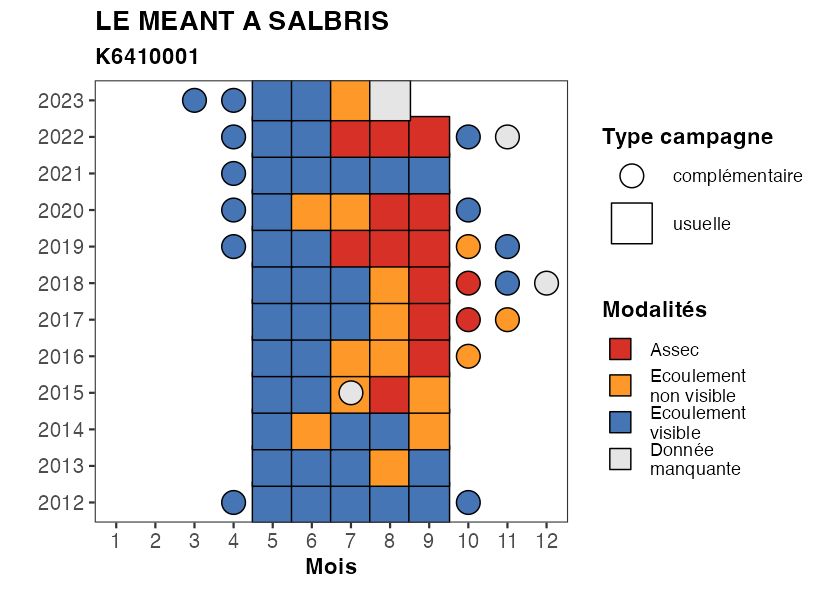 LE MEANT A SALBRIS
K6410001
2023
2022
2021
2020
2019
2018
2017
2016
2015
2014
2013
2012
1 2 3 4 5 6 7 8 9 10 11 12
Mois
Type campagne
complémentaire
usuelle
Modalités
Assec
Ecoulement
non visible
Ecoulement
visible
Donnée
manquante